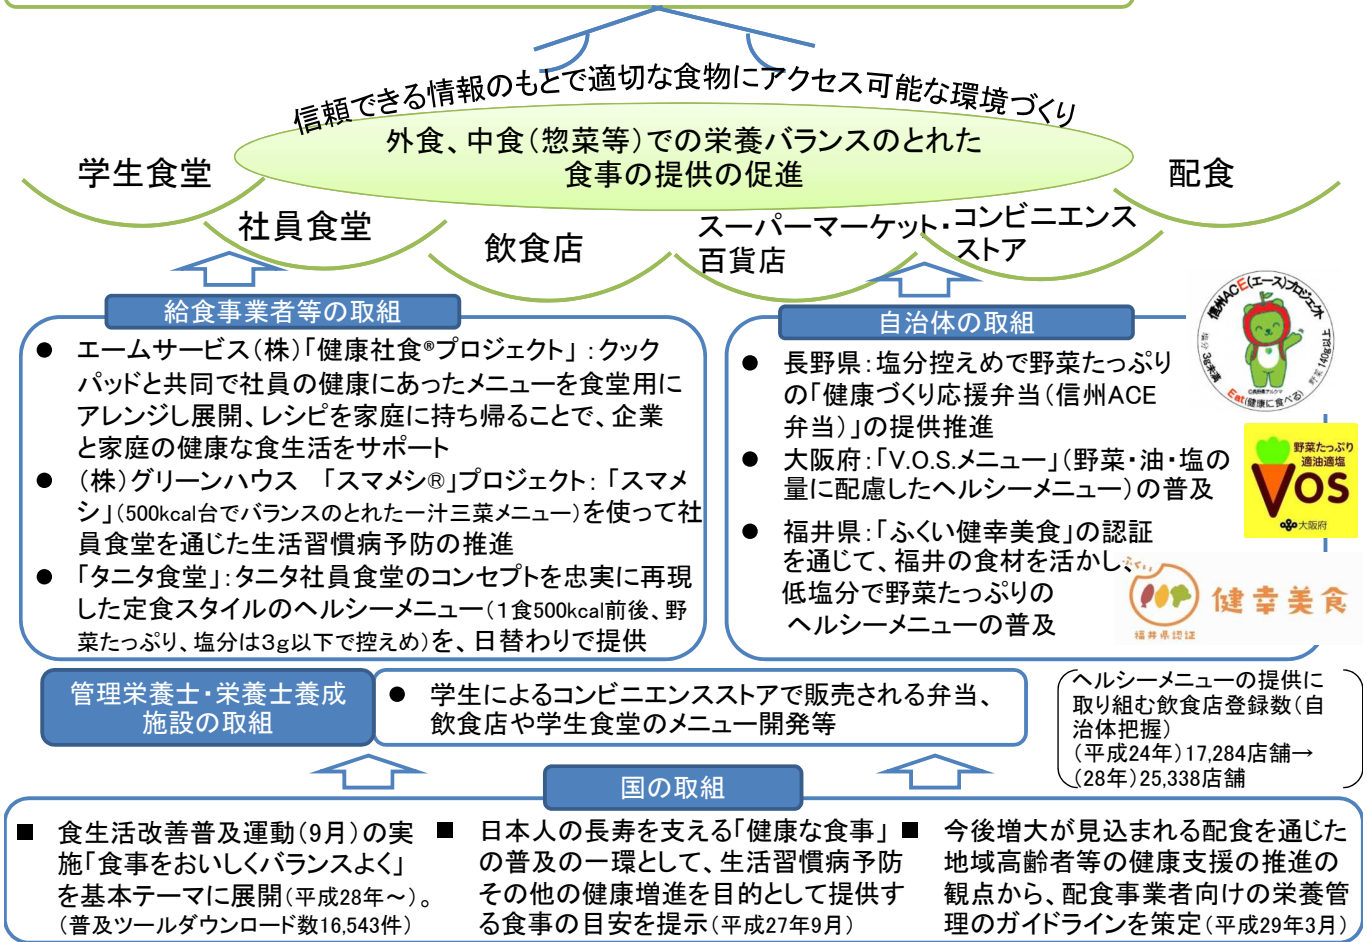 信頼できる情報のもとで適切な食物にアクセス可能な環境づくり
外食、中食(惣菜等)での栄養バランスのとれた
食事の提供の促進
学生食堂
社員食堂
飲食店
スーパーマーケット・
百貨店
コンビニエンス
ストア
配食
給食事業者等の取組
● エームサービス(株)「健康社食®プロジェクト」:クック
パッドと共同で社員の健康にあったメニューを食堂用に
アレンジし展開、レシピを家庭に持ち帰ることで、企業
と家庭の健康な食生活をサポート
● (株)グリーンハウス 「スマメシ®」プロジェクト:「スマメ
シ」(500kcal台でバランスのとれた一汁三菜メニュー)を使って社
員食堂を通じた生活習慣病予防の推進
● 「タニタ食堂」:タニタ社員食堂のコンセプトを忠実に再現
した定食スタイルのヘルシーメニュー(1食500kcal前後、野
菜たっぷり、塩分は3g以下で控えめ)を、日替わりで提供
自治体の取組
● 長野県:塩分控えめで野菜たっぷり
の「健康づくり応援弁当(信州ACE
弁当)」の提供推進
● 大阪府:「V.O.S.メニュー」(野菜・油・塩の
量に配慮したヘルシーメニュー)の普及
● 福井県:「ふくい健幸美食」の認証
を通じて、福井の食材を活かし、
低塩分で野菜たっぷりの
ヘルシーメニューの普及
信州ACE(エース)プロジェクト
塩分3g未満
野菜140g以上
©長野県アルクマ
Eat(健康に食べる)
野菜たっぷり
適油適塩
VOS
大阪府
ふくい
健幸美食
福井県認証
管理栄養士・栄養士養成
施設の取組
● 学生によるコンビニエンスストアで販売される弁当、
飲食店や学生食堂のメニュー開発等
ヘルシーメニューの提供に
取り組む飲食店登録数(自
治体把握)
(平成24年)17,284店舗→
(28年)25,338店舗
国の取組
■ 食生活改善普及運動(9月)の実
施「食事をおいしくバランスよく」
を基本テーマに展開(平成28年~)。
(普及ツールダウンロード数16,543件)
■ 日本人の長寿を支える「健康な食事」
の普及の一環として、生活習慣病予防
その他の健康増進を目的として提供す
る食事の目安を提示(平成27年9月)
■ 今後増大が見込まれる配食を通じた
地域高齢者等の健康支援の推進の
観点から、配食事業者向けの栄養管
理のガイドラインを策定(平成29年3月)